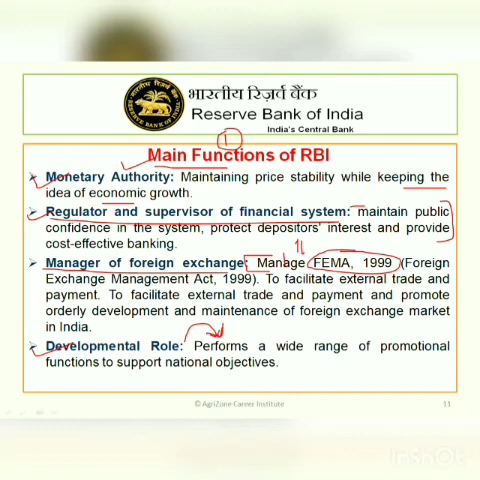 भारतीय रिज़र्व बैंक
Reserve Bank of India
India's Central Bank
RESERVE BANK OF INDIA
1
Main Functions of RBI
Monetary Authority: Maintaining price stability while keeping the
idea of economic growth.
Regulator and supervisor of financial system: maintain public
confidence in the system, protect depositors' interest and provide
cost-effective banking.
Manager of foreign exchange: Manage FEMA, 1999 (Foreign
Exchange Management Act, 1999). To facilitate external trade and
payment. To facilitate external trade and payment and promote
orderly development and maintenance of foreign exchange market
in India.
Developmental Role: Performs a wide range of promotional
functions to support national objectives.
© AgriZone Career Institute
11
InShOt